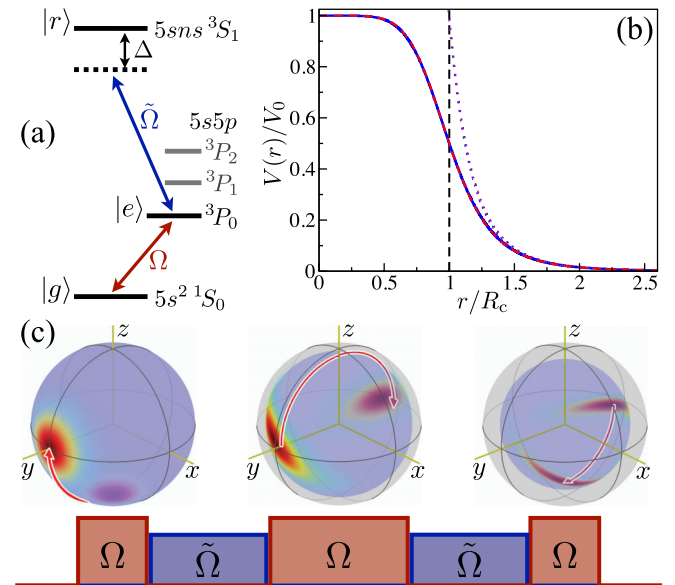 |r⟩ 5sns ³S₁
Δ
(a)
Ω̃
5s5p
³P₂
³P₁
|e⟩ ³P₀
Ω
|g⟩ 5s² ¹S₀
(b)
V(r)/V₀
1
0.8
0.6
0.4
0.2
0
0 0.5 1 1.5 2 2.5
r/R_c
(c)
z z z
y x y x y x
Ω Ω̃ Ω Ω̃ Ω